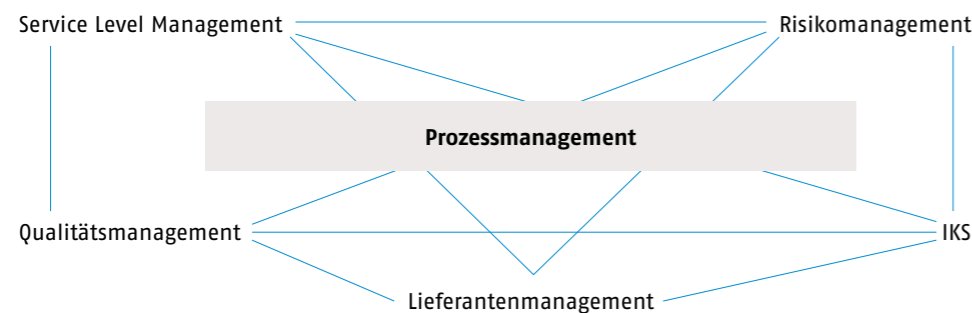 Service Level Management
Risikomanagement
Prozessmanagement
Qualitätsmanagement
IKS
Lieferantenmanagement